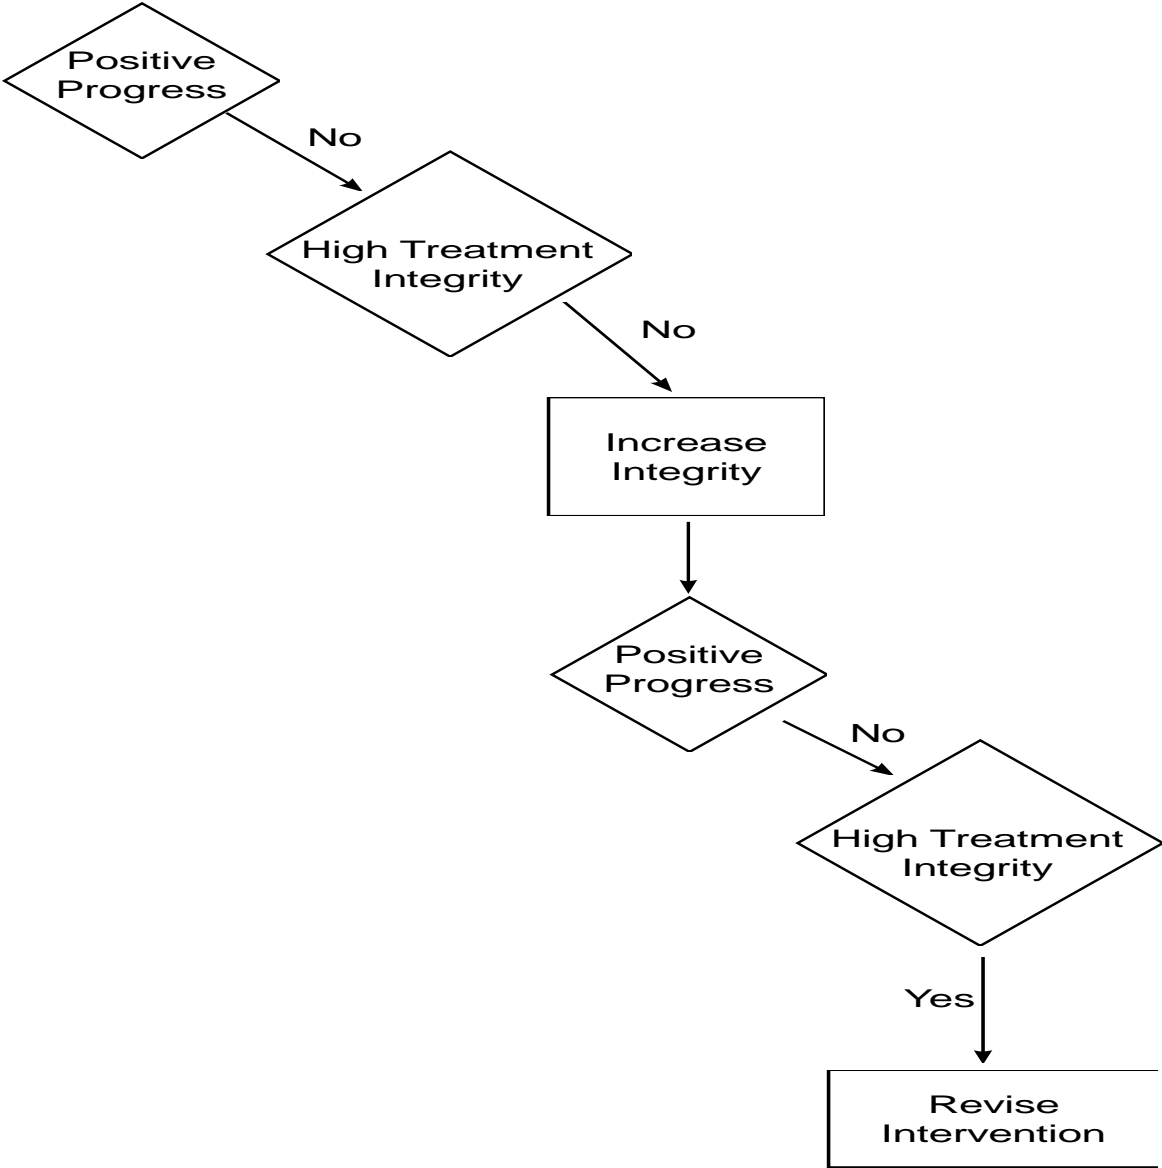 Positive
Progress
No
High Treatment
Integrity
No
Increase
Integrity
Positive
Progress
No
High Treatment
Integrity
Yes
Revise
Intervention